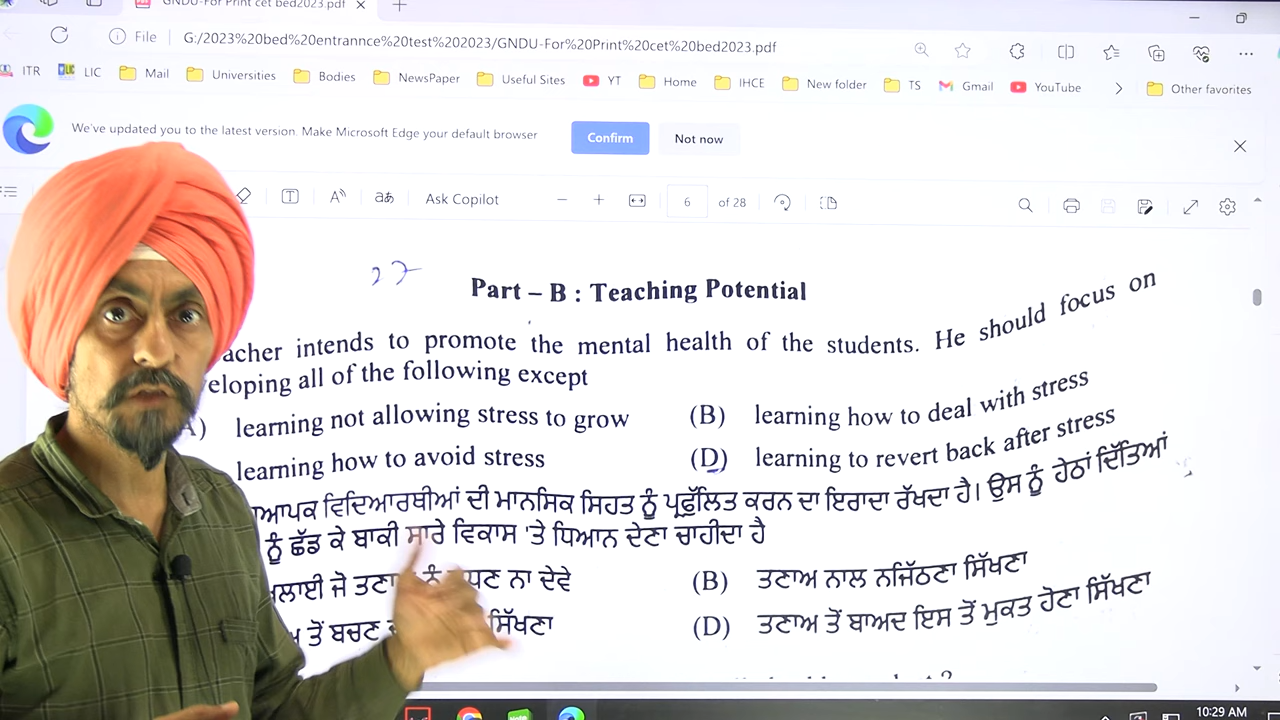 GNDU-For Print cet bed2023.pdf
File
G:/2023%20bed%20entrannce%20test%202023/GNDU-For%20Print%20cet%20bed2023.pdf
ITR LIC Mail Universities Bodies NewsPaper Useful Sites YT Home IHCE New folder TS Gmail YouTube Other favorites
We've updated you to the latest version. Make Microsoft Edge your default browser Confirm Not now
Ask Copilot 6 of 28
Part – B : Teaching Potential
acher intends to promote the mental health of the students. He should focus on
eloping all of the following except
A) learning not allowing stress to grow (B) learning how to deal with stress
learning how to avoid stress (D) learning to revert back after stress
ਆਪਕ ਵਿਦਿਆਰਥੀਆਂ ਦੀ ਮਾਨਸਿਕ ਸਿਹਤ ਨੂੰ ਪ੍ਰਫੁੱਲਿਤ ਕਰਨ ਦਾ ਇਰਾਦਾ ਰੱਖਦਾ ਹੈ। ਉਸ ਨੂੰ ਹੇਠਾਂ ਦਿੱਤਿਆਂ
ਨੂੰ ਛੱਡ ਕੇ ਬਾਕੀ ਸਾਰੇ ਵਿਕਾਸ 'ਤੇ ਧਿਆਨ ਦੇਣਾ ਚਾਹੀਦਾ ਹੈ
ਜੋ ਨੂੰ ਨਾ ਦੇਵੇ (B) ਤਣਾਅ ਨਾਲ ਨਜਿੱਠਣਾ ਸਿੱਖਣਾ
ਤੋਂ ਬਚਣ ਸਿੱਖਣਾ (D) ਤਣਾਅ ਤੋਂ ਬਾਅਦ ਇਸ ਤੋਂ ਮੁਕਤ ਹੋਣਾ ਸਿੱਖਣਾ
10:29 AM